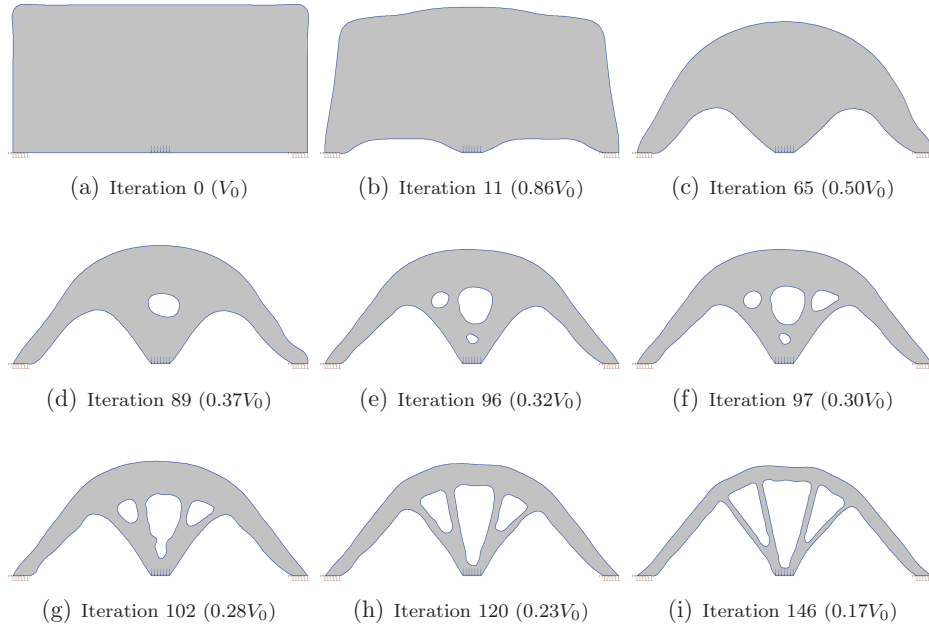 (a) Iteration 0 (V₀)
(b) Iteration 11 (0.86V₀)
(c) Iteration 65 (0.50V₀)
(d) Iteration 89 (0.37V₀)
(e) Iteration 96 (0.32V₀)
(f) Iteration 97 (0.30V₀)
(g) Iteration 102 (0.28V₀)
(h) Iteration 120 (0.23V₀)
(i) Iteration 146 (0.17V₀)